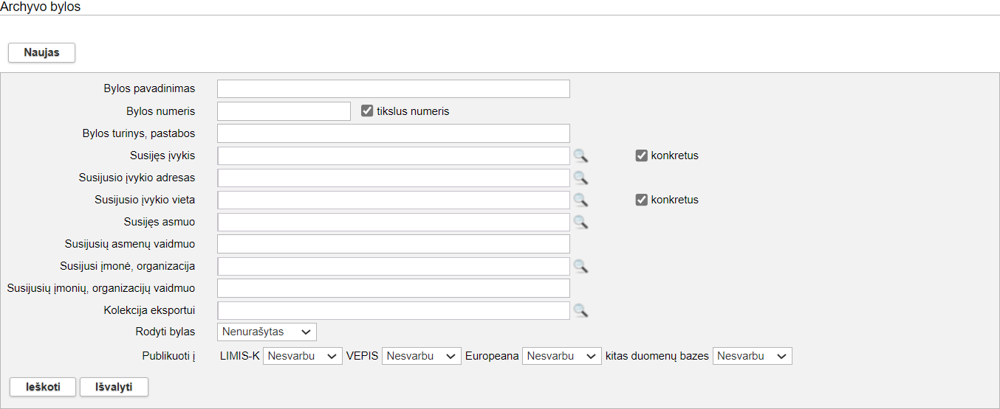 Archyvo bylos
Naujas
Bylos pavadinimas
Bylos numeris tikslus numeris
Bylos turinys, pastabos
Susijęs įvykis konkretus
Susijusio įvykio adresas
Susijusio įvykio vieta konkretus
Susijęs asmuo
Susijusių asmenų vaidmuo
Susijusi įmonė, organizacija
Susijusių įmonių, organizacijų vaidmuo
Kolekcija eksportui
Rodyti bylas Nenurašytas
Publikuoti į LIMIS-K Nesvarbu VEPIS Nesvarbu Europeana Nesvarbu kitas duomenų bazes Nesvarbu
Ieškoti Išvalyti